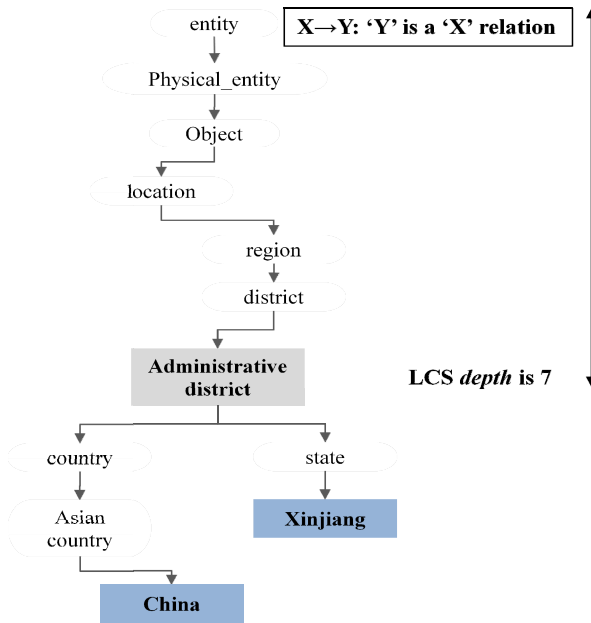 entity
X→Y: ‘Y’ is a ‘X’ relation
Physical_entity
Object
location
region
district
Administrative
district
LCS depth is 7
country
state
Asian
country
Xinjiang
China